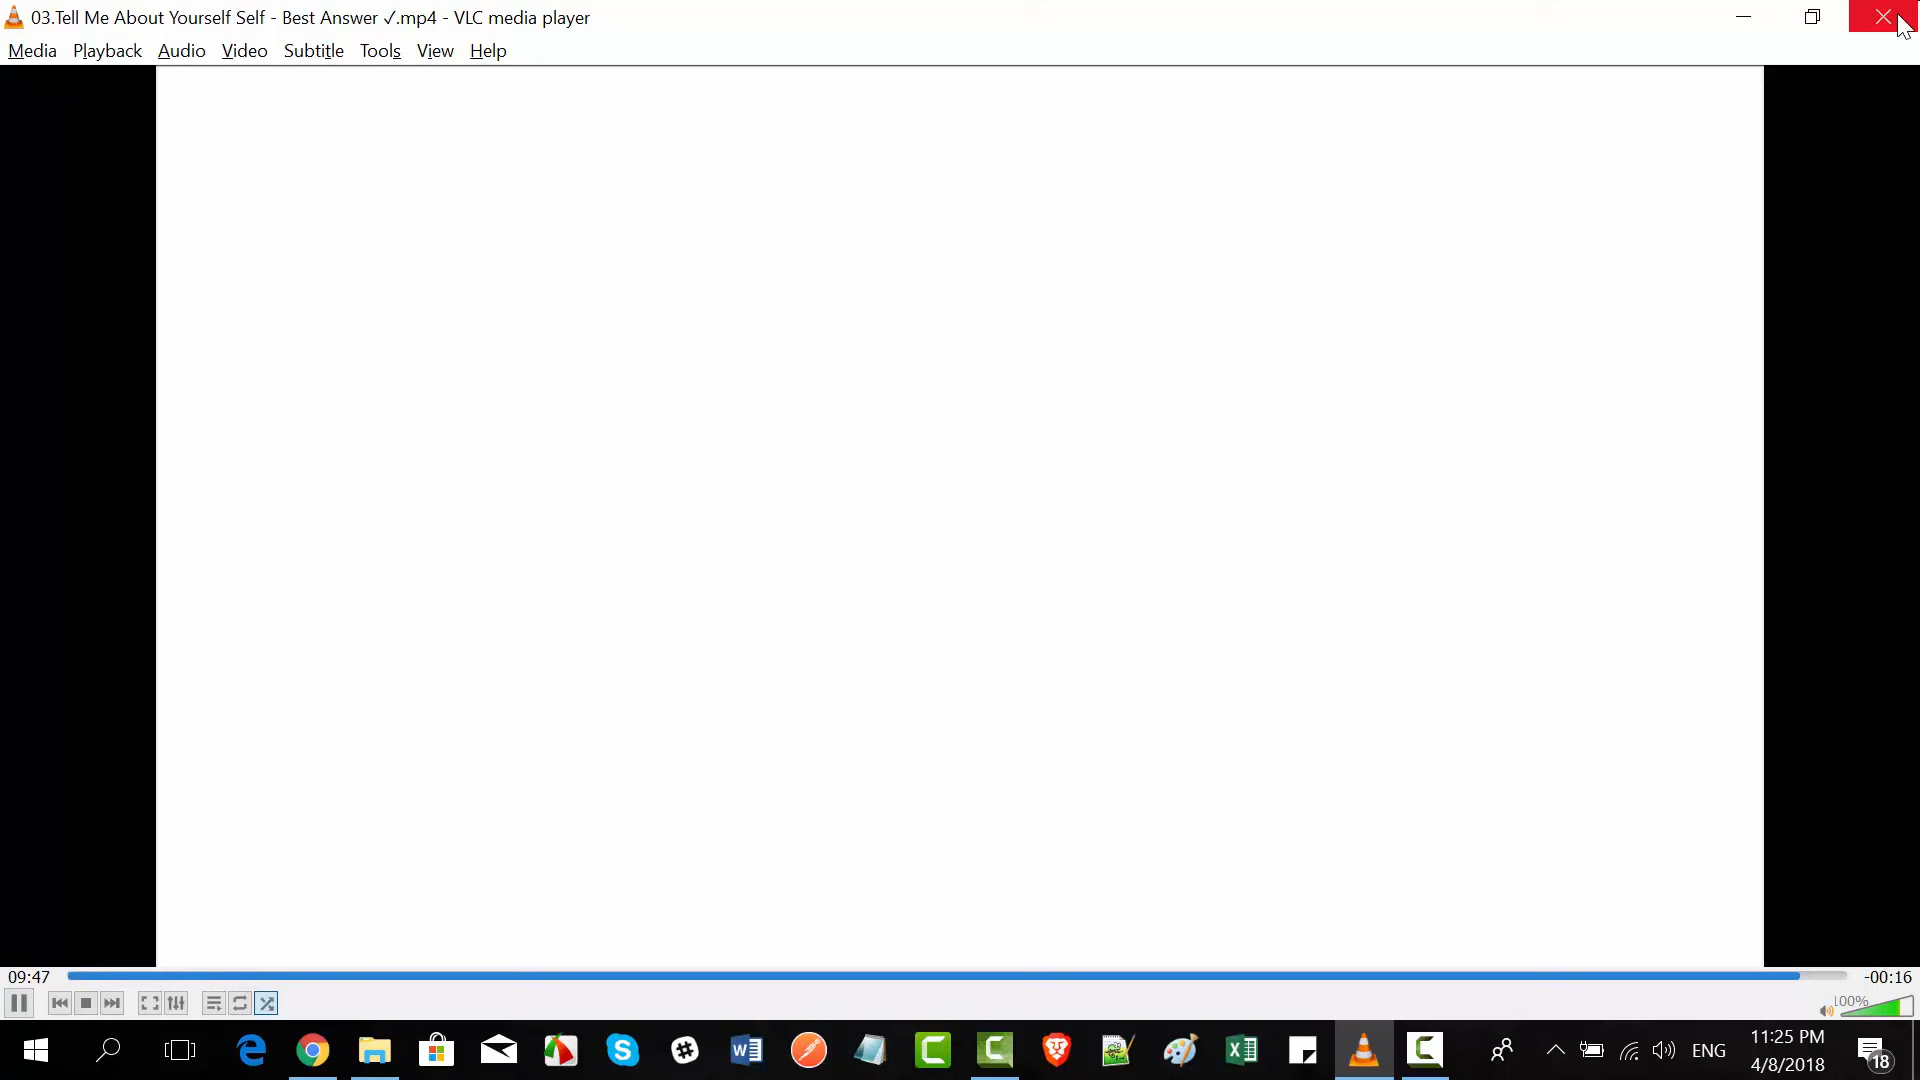 03.Tell Me About Yourself Self - Best Answer ✓.mp4 - VLC media player
Media Playback Audio Video Subtitle Tools View Help
09:47 -00:16
100%
11:25 PM
ENG
4/8/2018
18